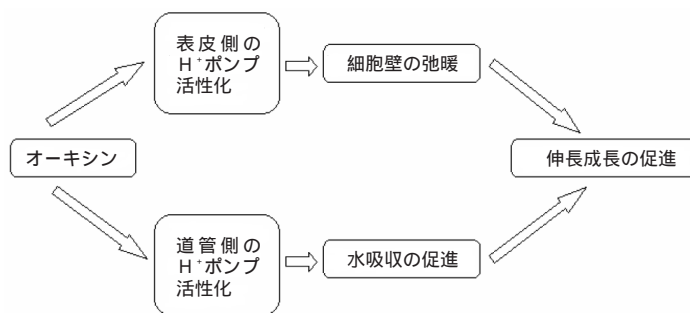 表皮側の
H⁺ポンプ
活性化
細胞壁の弛暖
オーキシン
伸長成長の促進
道管側の
H⁺ポンプ
活性化
水吸収の促進